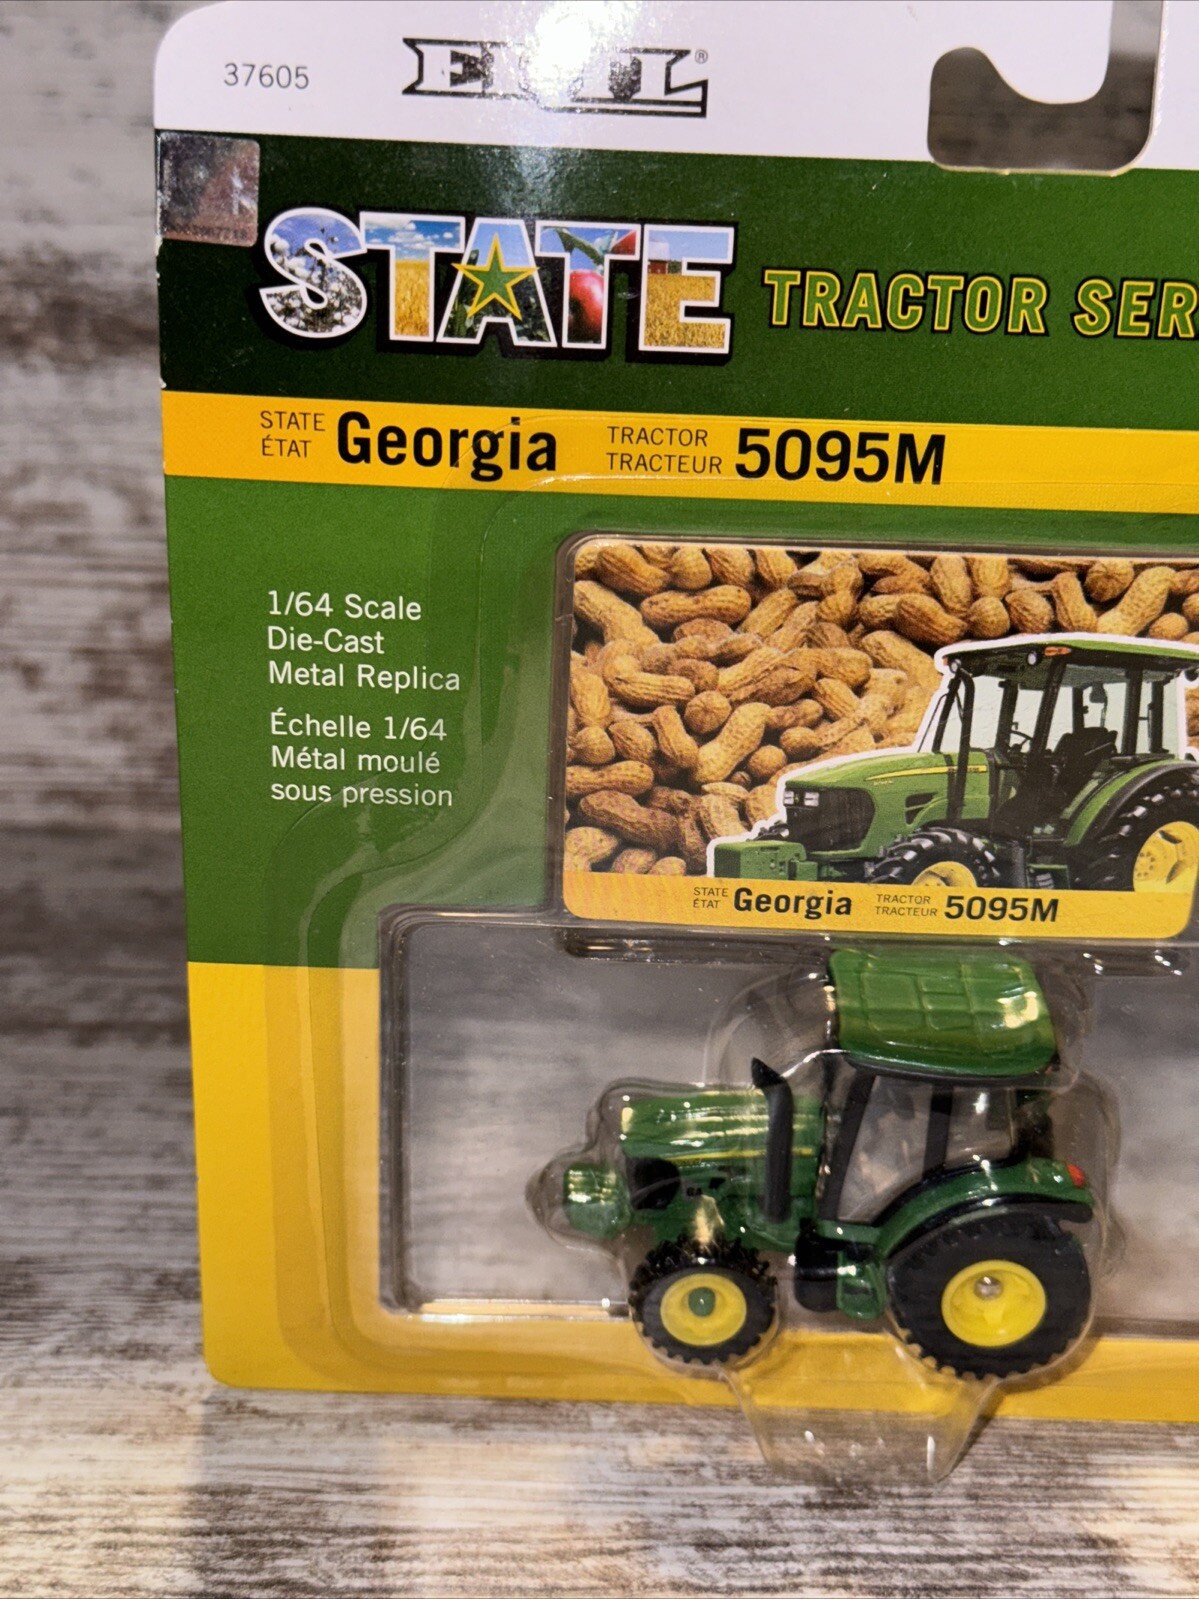 37605
ERTL®
STATE TRACTOR SER
STATE Georgia TRACTOR 5095M
ÉTAT TRACTEUR
1/64 Scale
Die-Cast
Metal Replica
Échelle 1/64
Métal moulé
sous pression
STATE Georgia TRACTOR 5095M
ÉTAT TRACTEUR